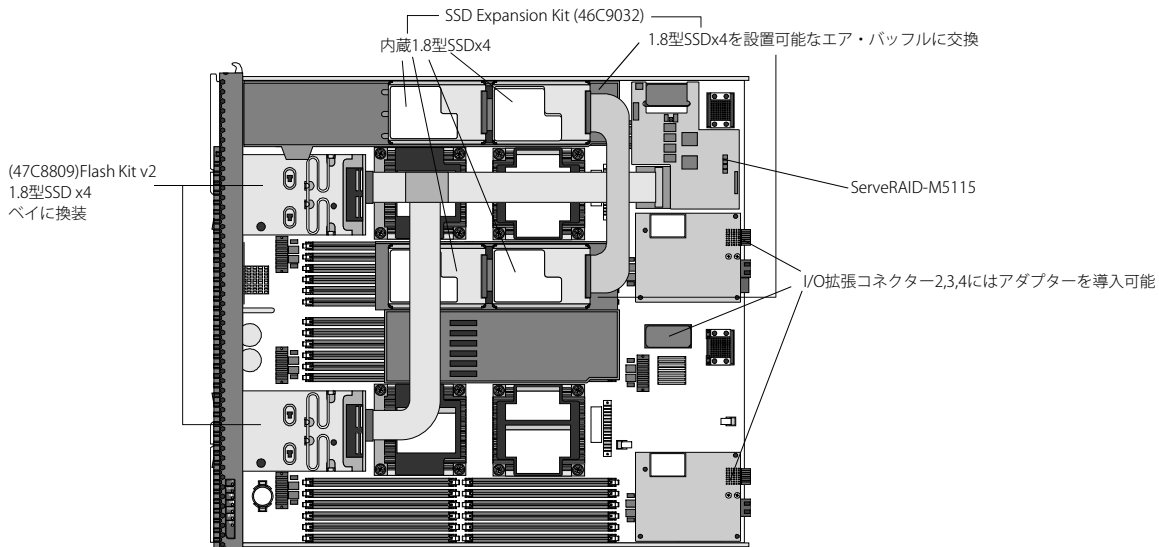 SSD Expansion Kit (46C9032)
内蔵1.8型SSDx4
1.8型SSDx4を設置可能なエア・バッフルに交換
(47C8809)Flash Kit v2
1.8型SSD x4
ベイに換装
ServeRAID-M5115
I/O拡張コネクター2,3,4にはアダプターを導入可能